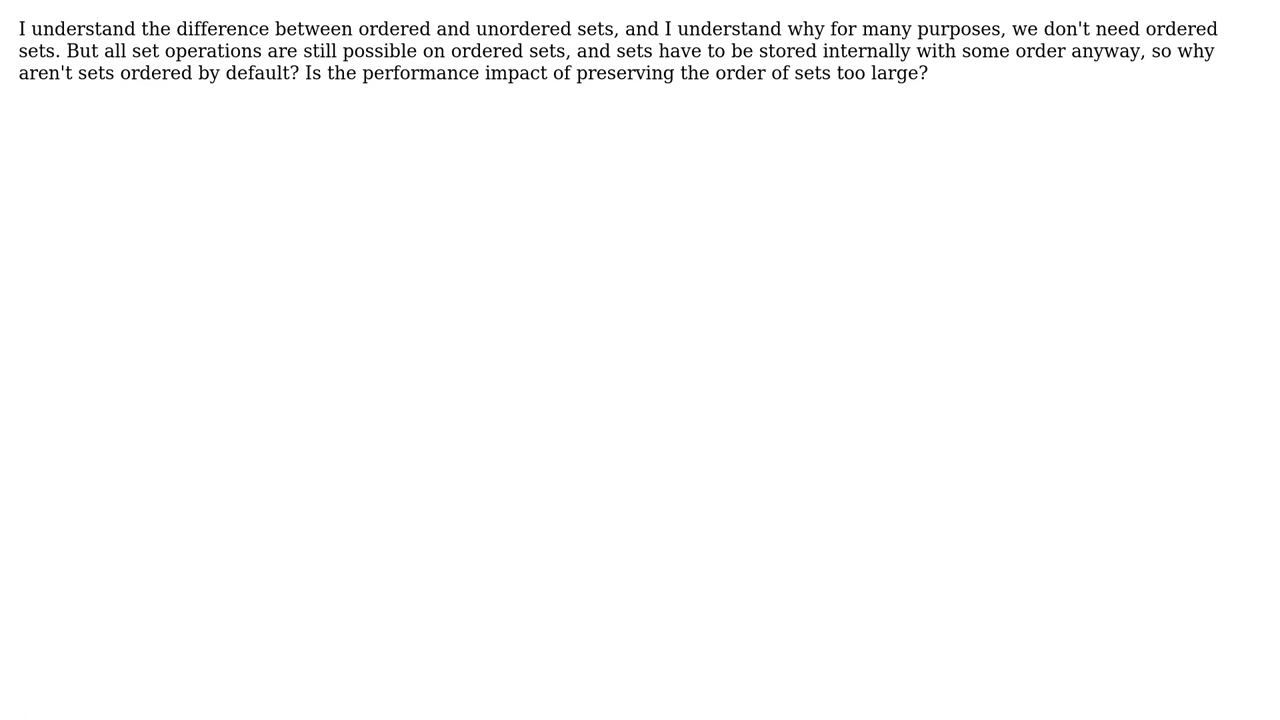 I understand the difference between ordered and unordered sets, and I understand why for many purposes, we don't need ordered
sets. But all set operations are still possible on ordered sets, and sets have to be stored internally with some order anyway, so why
aren't sets ordered by default? Is the performance impact of preserving the order of sets too large?